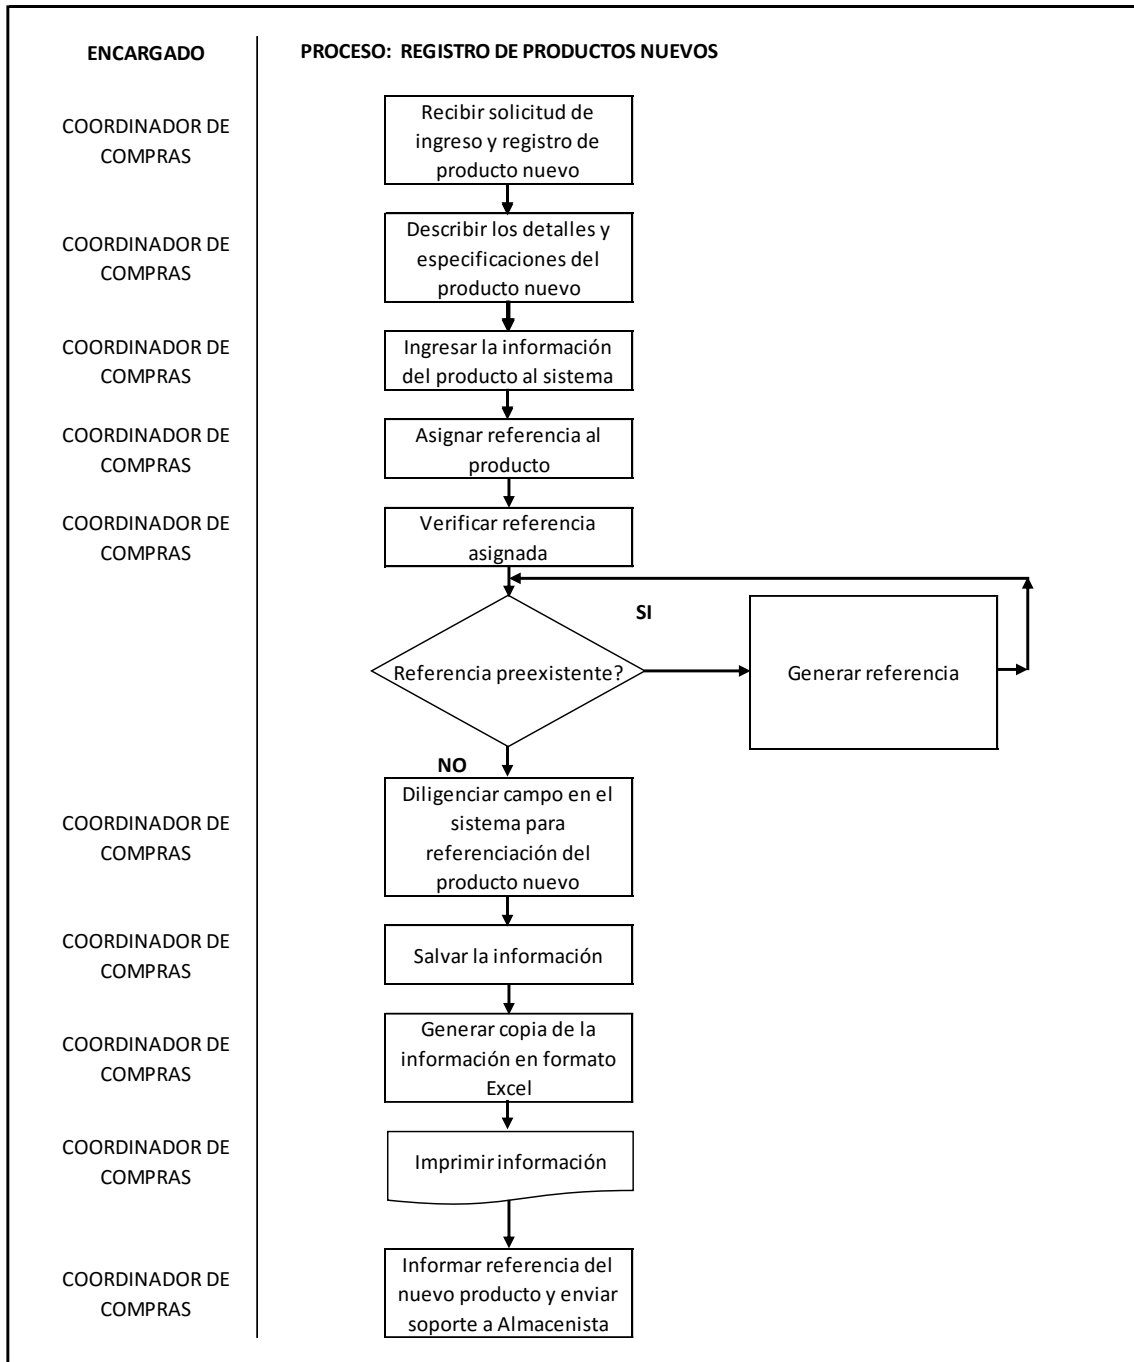 ENCARGADO
PROCESO: REGISTRO DE PRODUCTOS NUEVOS
COORDINADOR DE
COMPRAS
Recibir solicitud de
ingreso y registro de
producto nuevo
COORDINADOR DE
COMPRAS
Describir los detalles y
especificaciones del
producto nuevo
COORDINADOR DE
COMPRAS
Ingresar la información
del producto al sistema
COORDINADOR DE
COMPRAS
Asignar referencia al
producto
COORDINADOR DE
COMPRAS
Verificar referencia
asignada
Referencia preexistente?
SI
Generar referencia
NO
COORDINADOR DE
COMPRAS
Diligenciar campo en el
sistema para
referenciación del
producto nuevo
COORDINADOR DE
COMPRAS
Salvar la información
COORDINADOR DE
COMPRAS
Generar copia de la
información en formato
Excel
COORDINADOR DE
COMPRAS
Imprimir información
COORDINADOR DE
COMPRAS
Informar referencia del
nuevo producto y enviar
soporte a Almacenista